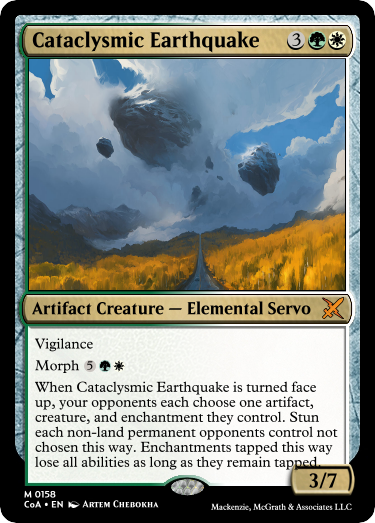 Cataclysmic Earthquake 3
Artifact Creature — Elemental Servo
Vigilance
Morph 5
When Cataclysmic Earthquake is turned face
up, your opponents each choose one artifact,
creature, and enchantment they control. Stun
each non-land permanent opponents control not
chosen this way. Enchantments tapped this way
lose all abilities as long as they remain tapped.
3/7
M 0158
CoA • EN Artem Chebokha
Mackenzie, McGrath & Associates LLC